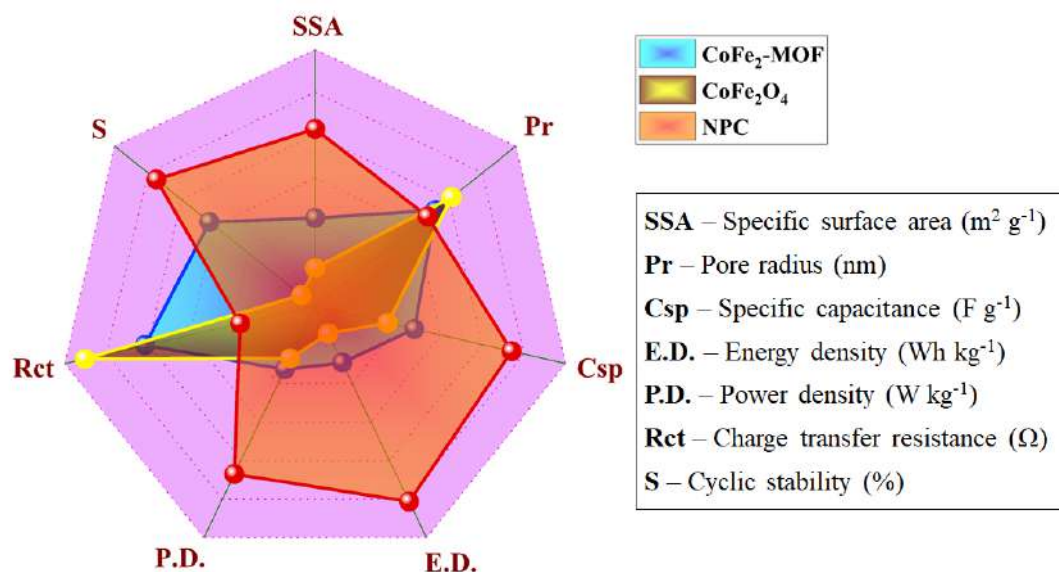 SSA
S
Pr
Rct
Csp
P.D.
E.D.
CoFe₂-MOF
CoFe₂O₄
NPC
SSA – Specific surface area (m² g⁻¹)
Pr – Pore radius (nm)
Csp – Specific capacitance (F g⁻¹)
E.D. – Energy density (Wh kg⁻¹)
P.D. – Power density (W kg⁻¹)
Rct – Charge transfer resistance (Ω)
S – Cyclic stability (%)